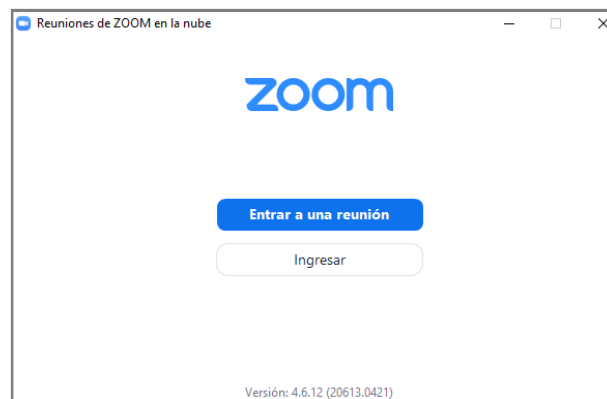 Reuniones de ZOOM en la nube
zoom
Entrar a una reunión
Ingresar
Versión: 4.6.12 (20613.0421)